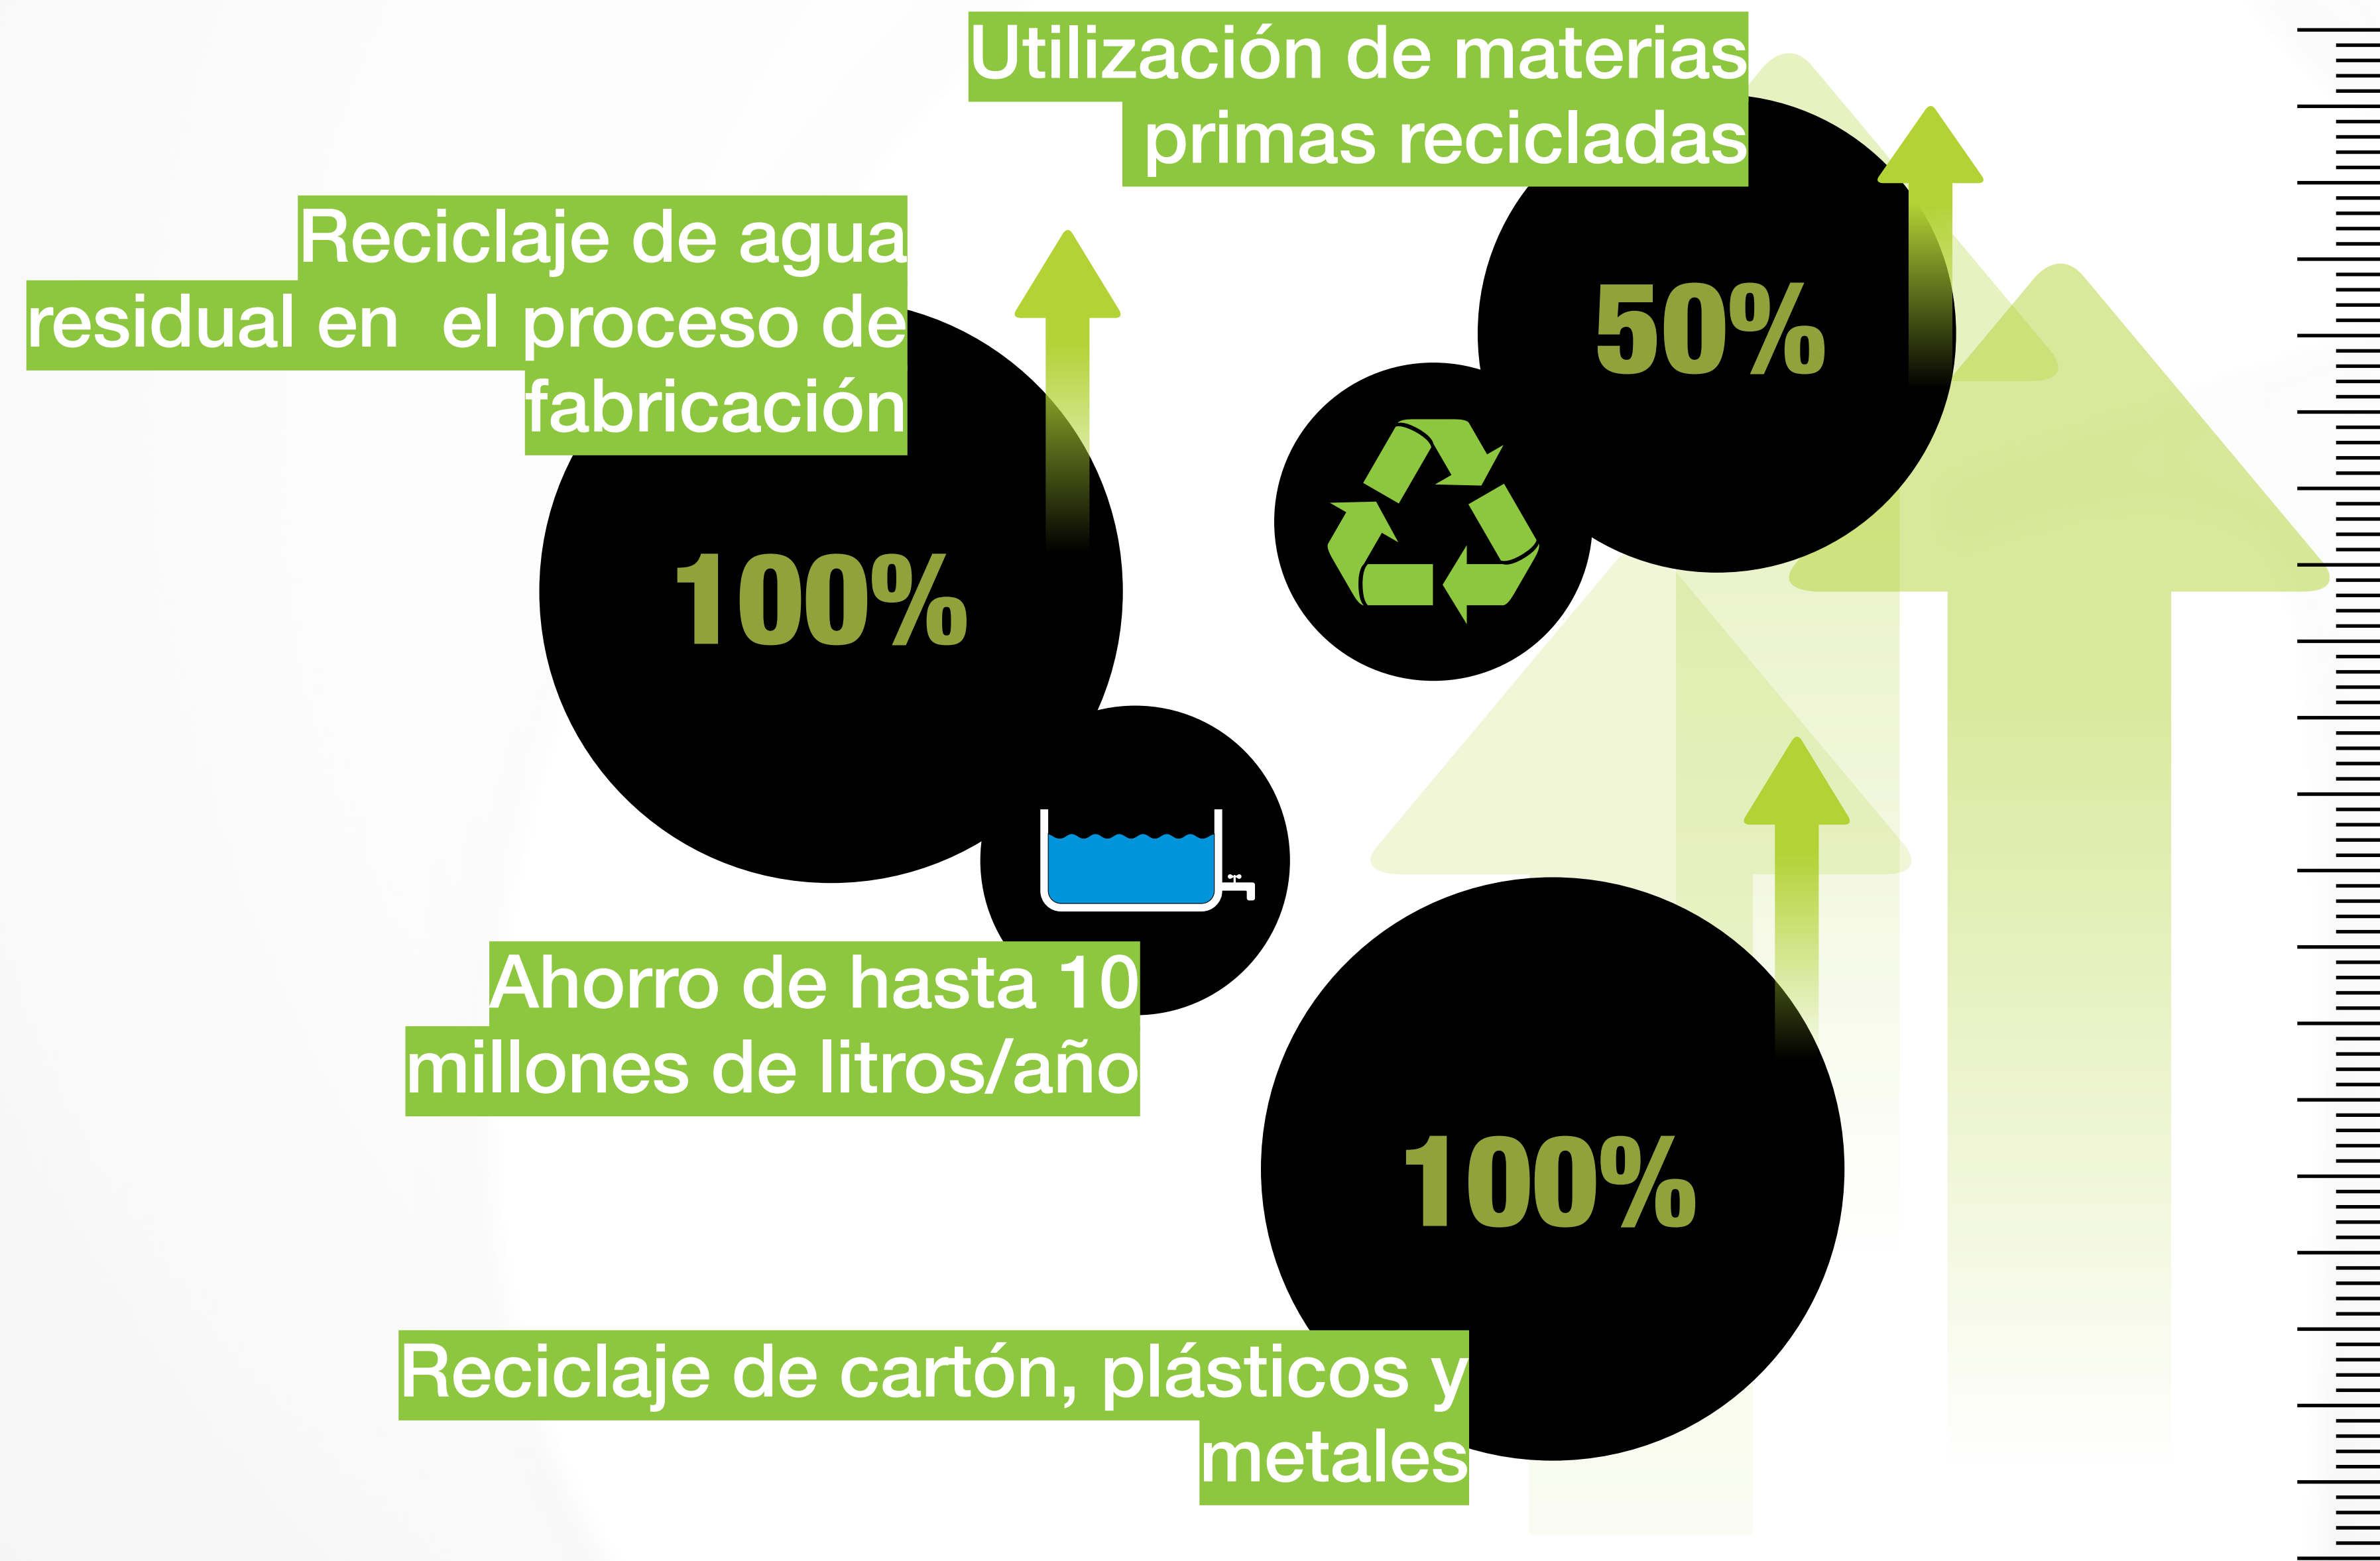 Utilización de materias
primas recicladas
50%
Reciclaje de agua
residual en el proceso de
fabricación
100%
Ahorro de hasta 10
millones de litros/año
100%
Reciclaje de cartón, plásticos y
metales